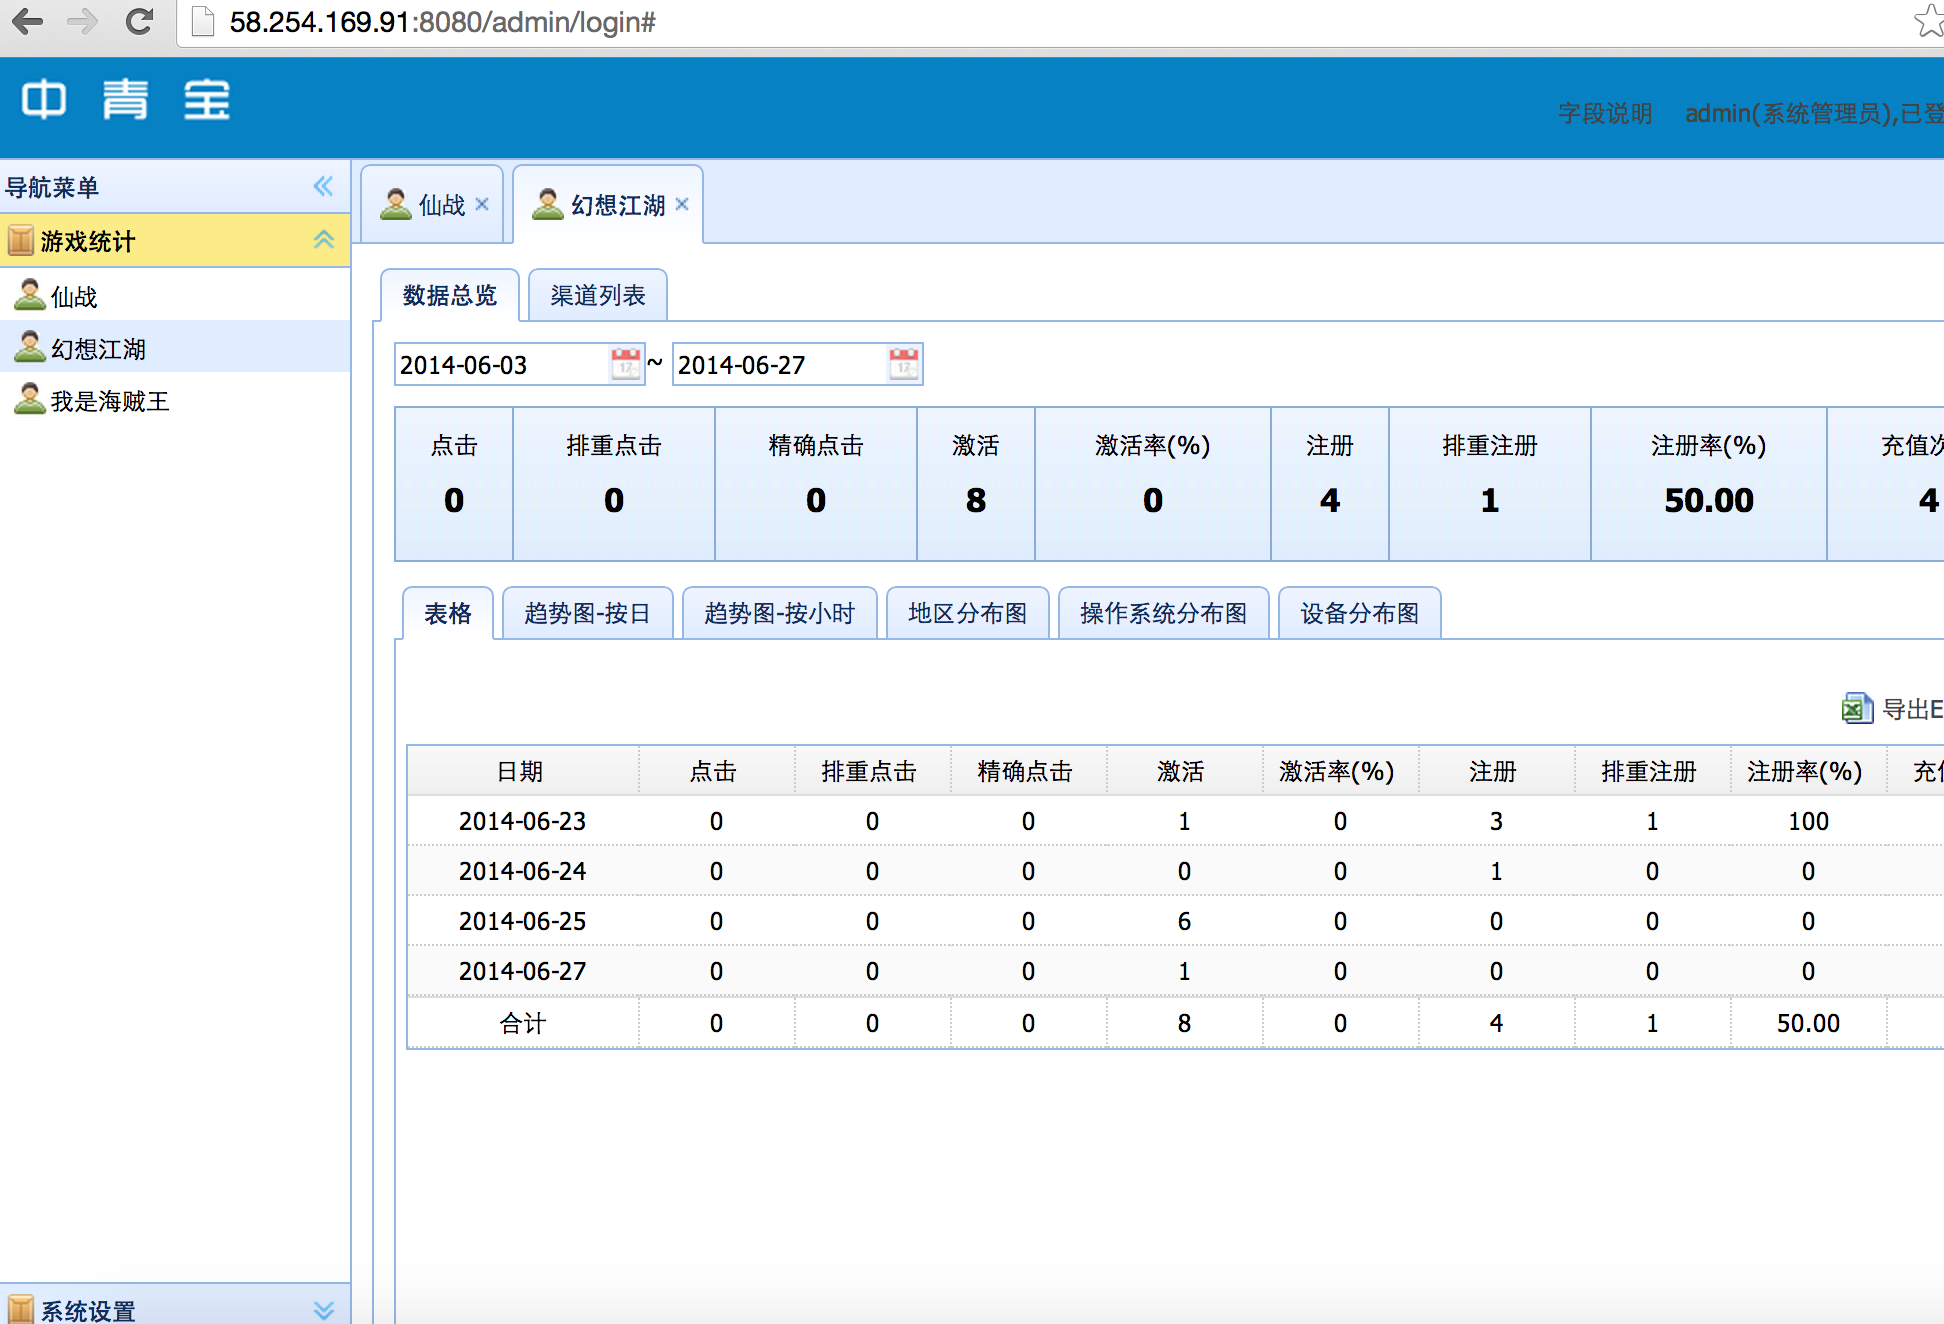 58.254.169.91:8080/admin/login#
中青宝
字段说明 admin(系统管理员),已登
导航菜单
游戏统计
仙战
幻想江湖
我是海贼王
系统设置
仙战 幻想江湖
数据总览 渠道列表
2014-06-03 ~ 2014-06-27
点击 排重点击 精确点击 激活 激活率(%) 注册 排重注册 注册率(%) 充值次
0 0 0 8 0 4 1 50.00 4
表格 趋势图-按日 趋势图-按小时 地区分布图 操作系统分布图 设备分布图
导出E
日期 点击 排重点击 精确点击 激活 激活率(%) 注册 排重注册 注册率(%) 充值
2014-06-23 0 0 0 1 0 3 1 100
2014-06-24 0 0 0 0 0 1 0 0
2014-06-25 0 0 0 6 0 0 0 0
2014-06-27 0 0 0 1 0 0 0 0
合计 0 0 0 8 0 4 1 50.00